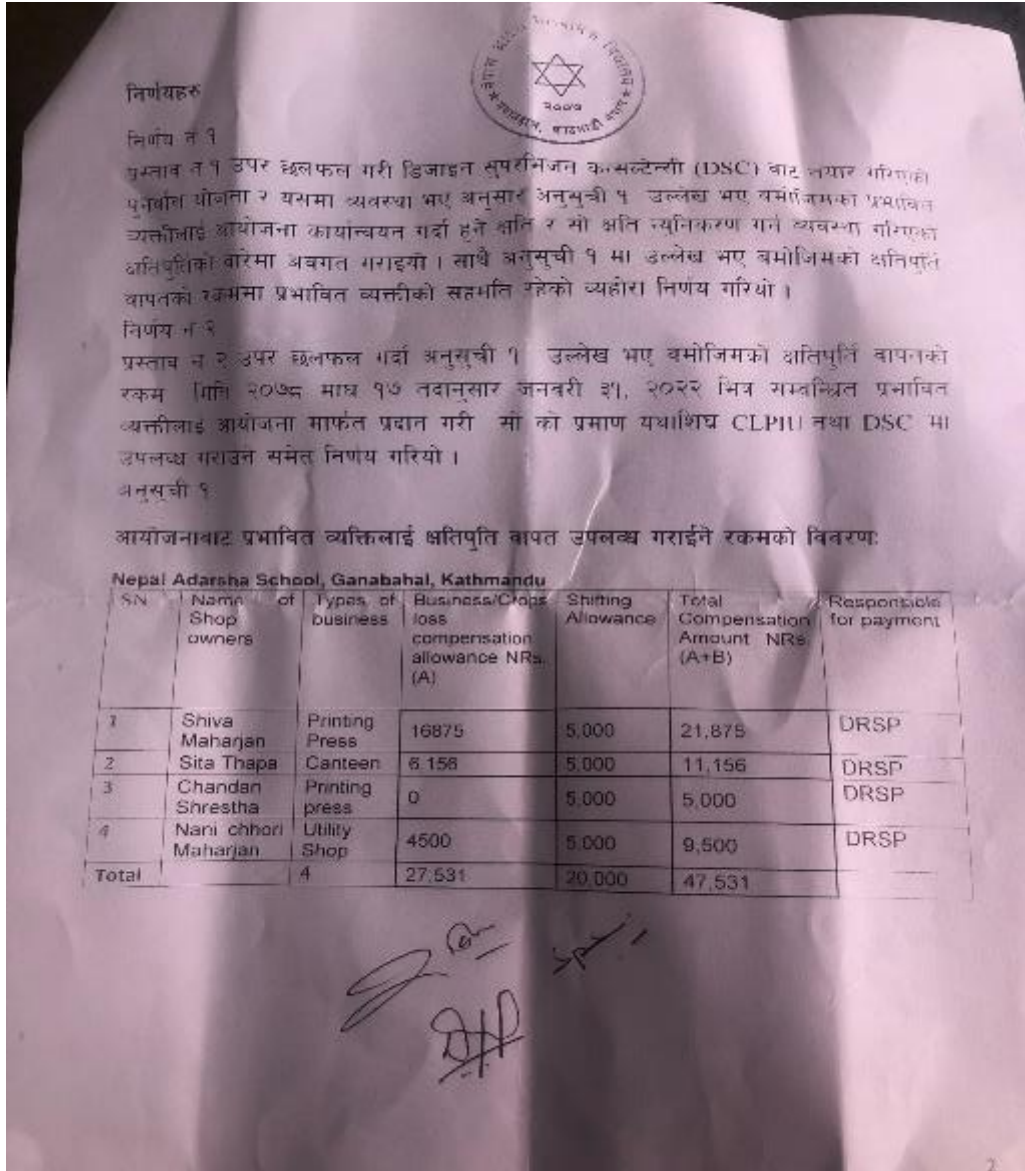 २००७
निर्णयहरु
निर्णय नं १
प्रस्ताव नं १ उपर छलफल गरी डिजाइन सुपरभिजन कन्सल्टेन्सी (DSC) बाट तयार गरिएको
पुनर्वास योजना र यसमा व्यवस्था भए अनुसार अनुसूची १ उल्लेख भए बमोजिमका प्रभावित
व्यक्तीलाई आयोजना कार्यान्वयन गर्दा हुने क्षति र सो क्षति न्यूनिकरण गर्न व्यवस्था गरिएको
क्षतिपुर्तिको वारेमा अवगत गराइयो । साथै अनुसुची १ मा उल्लेख भए बमोजिमको क्षतिपुर्ति
वापतको रकममा प्रभावित व्यक्तीको सहमति रहेको व्यहोरा निर्णय गरियो ।
निर्णय नं २
प्रस्ताव नं २ उपर छलफल गर्दा अनुसुची १ उल्लेख भए बमोजिमको क्षतिपुर्ति वापतको
रकम मिति २०७८ माघ १७ तदानुसार जनवरी ३१, २०२२ भित्र सम्बन्धित प्रभावित
व्यक्तीलाई आयोजना मार्फत प्रदान गरी सो को प्रमाण यथाशिघ्र CLPIU तथा DSC मा
उपलब्ध गराउने समेत निर्णय गरियो ।
अनुसुची १
आयोजनाबाट प्रभावित व्यक्तिलाई क्षतिपुर्ति वापत उपलब्ध गराईने रकमको विवरणः
Nepal Adarsha School, Ganabahal, Kathmandu
SN Name of Shop owners Types of business Business/Crops loss compensation allowance NRs. (A) Shifting Allowance Total Compensation Amount NRs. (A+B) Responsible for payment
1 Shiva Maharjan Printing Press 16875 5,000 21,875 DRSP
2 Sita Thapa Canteen 6,156 5,000 11,156 DRSP
3 Chandan Shrestha Printing press 0 5,000 5,000 DRSP
4 Nani chhori Maharjan Utility Shop 4500 5,000 9,500 DRSP
Total 4 27,531 20,000 47,531
2